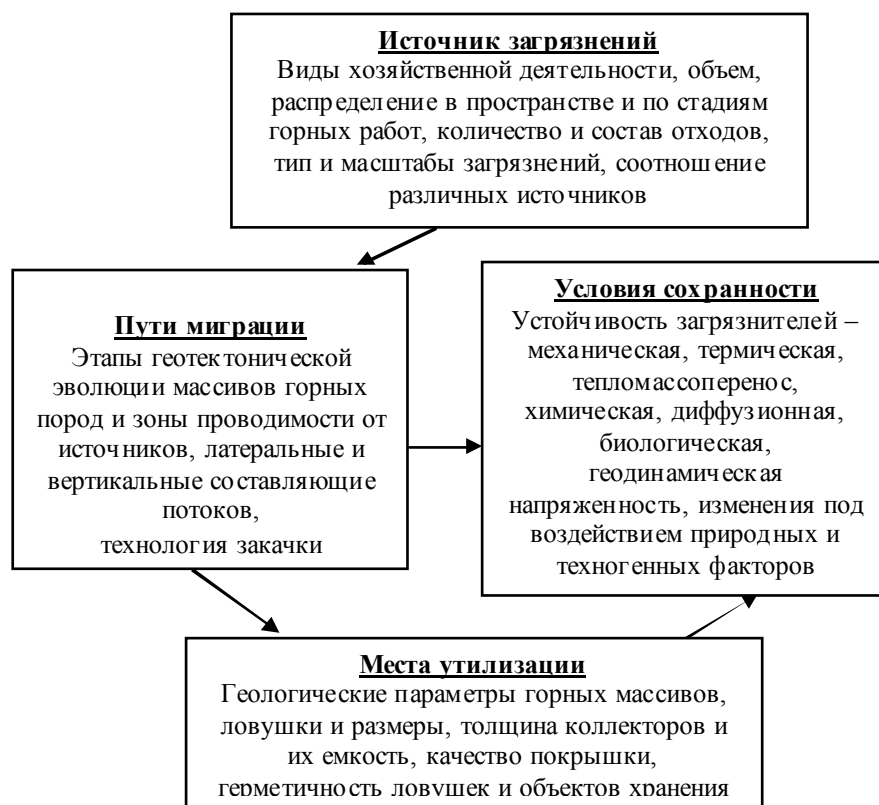 Источник загрязнений
Виды хозяйственной деятельности, объем,
распределение в пространстве и по стадиям
горных работ, количество и состав отходов,
тип и масштабы загрязнений, соотношение
различных источников
Пути миграции
Этапы геотектонической
эволюции массивов горных
пород и зоны проводимости от
источников, латеральные и
вертикальные составляющие
потоков,
технология закачки
Условия сохранности
Устойчивость загрязнителей –
механическая, термическая,
тепломассоперенос,
химическая, диффузионная,
биологическая,
геодинамическая
напряженность, изменения под
воздействием природных и
техногенных факторов
Места утилизации
Геологические параметры горных массивов,
ловушки и размеры, толщина коллекторов и
их емкость, качество покрышки,
герметичность ловушек и объектов хранения